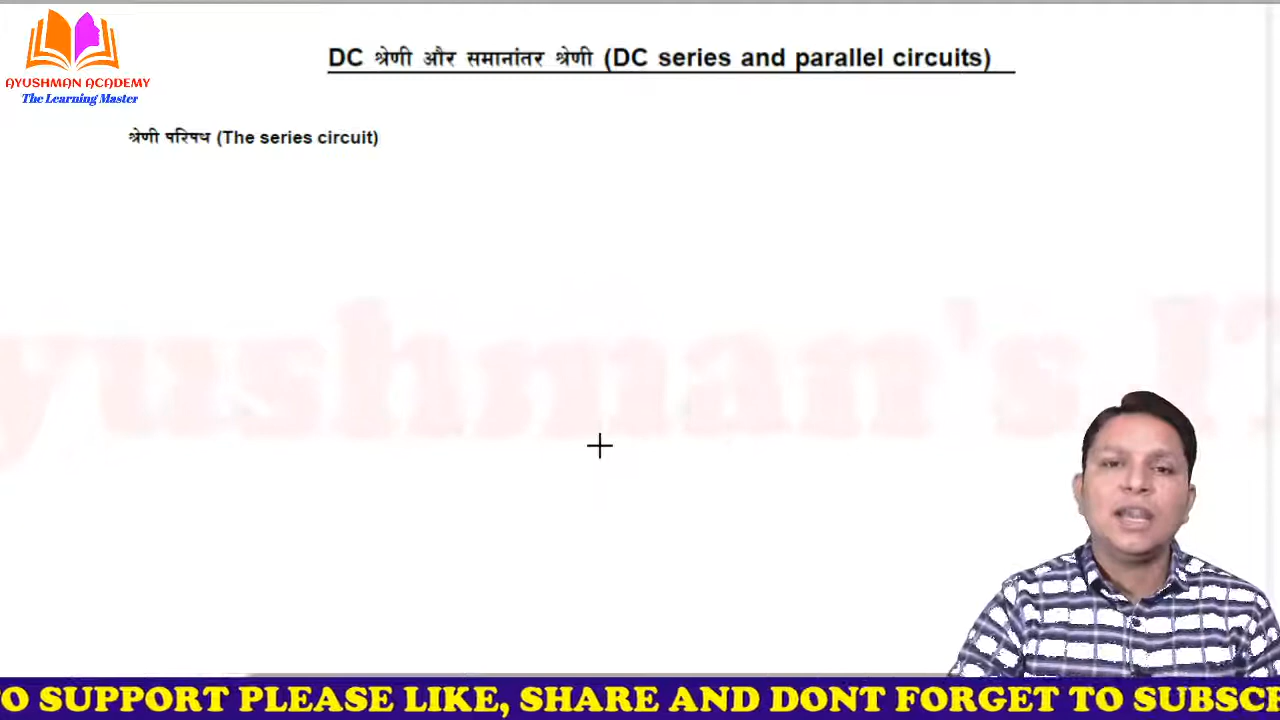 AYUSHMAN ACADEMY
The Learning Master
DC श्रेणी और समानांतर श्रेणी (DC series and parallel circuits)
श्रेणी परिपथ (The series circuit)
yushman's I
O SUPPORT PLEASE LIKE, SHARE AND DONT FORGET TO SUBSC